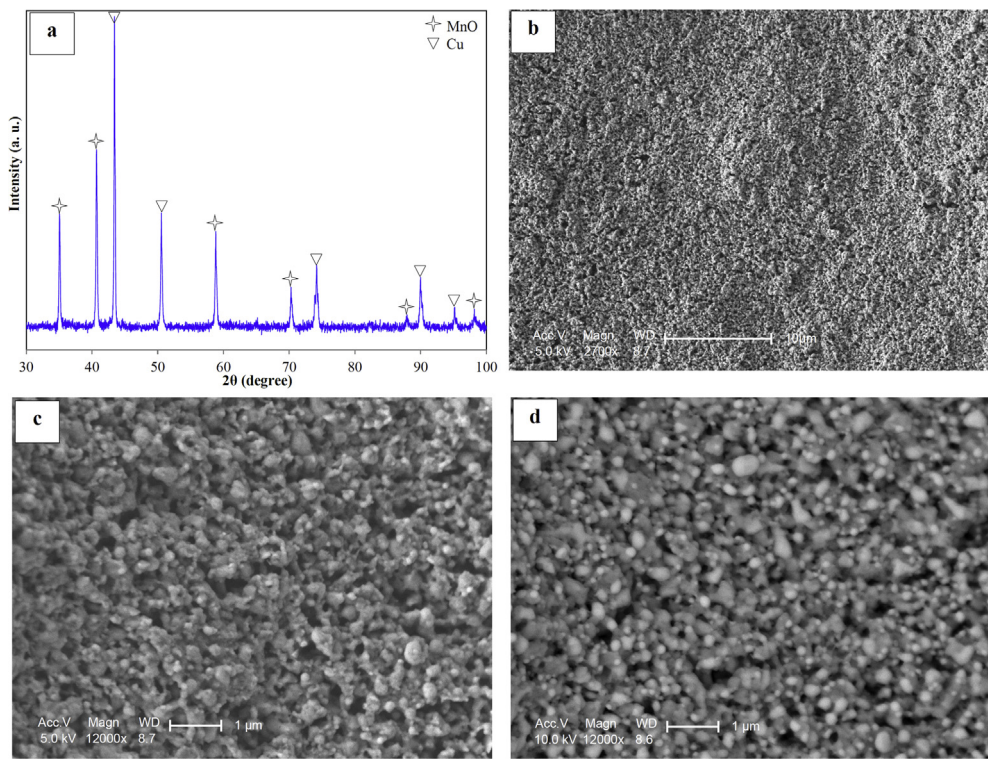 a
MnO
Cu
Intensity (a. u.)
30 40 50 60 70 80 90 100
2θ (degree)
b
Acc.V Magn WD
5.0 kV 2700x 8.7 10μm
c
Acc.V Magn WD
5.0 kV 12000x 8.7 1 μm
d
Acc.V Magn WD
10.0 kV 12000x 8.6 1 μm